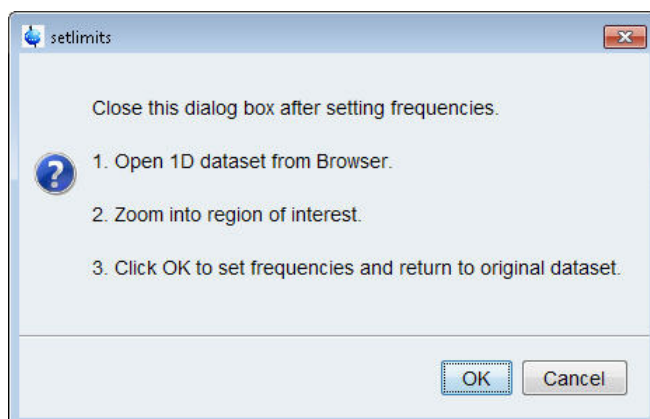 setlimits
Close this dialog box after setting frequencies.
1. Open 1D dataset from Browser.
2. Zoom into region of interest.
3. Click OK to set frequencies and return to original dataset.
OK Cancel